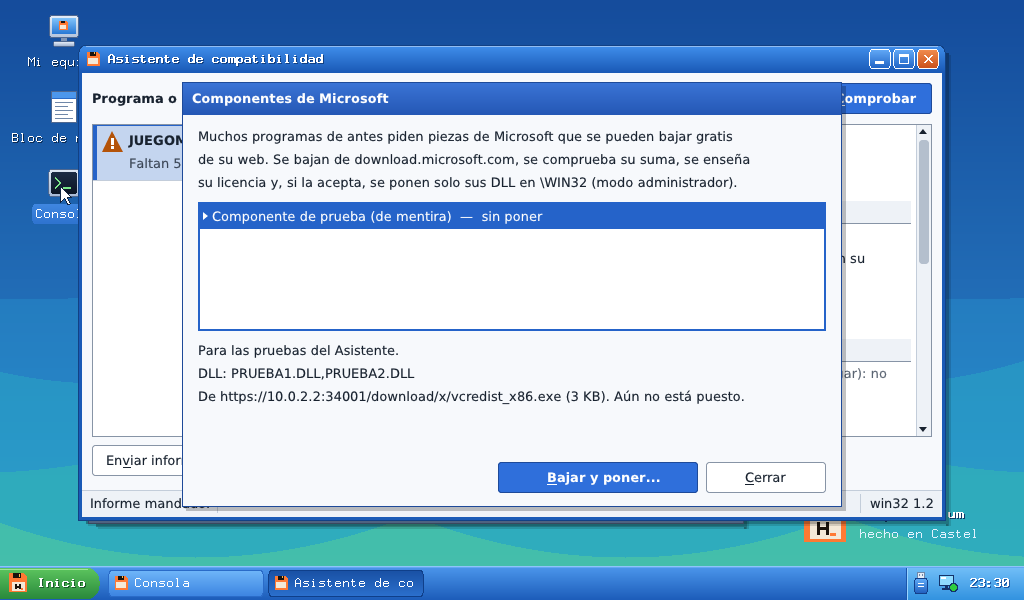 Mi equi
Asistente de compatibilidad
Programa o
Comprobar
Componentes de Microsoft
Muchos programas de antes piden piezas de Microsoft que se pueden bajar gratis
de su web. Se bajan de download.microsoft.com, se comprueba su suma, se enseña
su licencia y, si la acepta, se ponen solo sus DLL en \WIN32 (modo administrador).
Bloc de n
JUEGOM
Faltan 5
Conso
Componente de prueba (de mentira) — sin poner
n su
Para las pruebas del Asistente.
DLL: PRUEBA1.DLL,PRUEBA2.DLL
ar): no
De https://10.0.2.2:34001/download/x/vcredist_x86.exe (3 KB). Aún no está puesto.
Enviar infor
Bajar y poner...
Cerrar
Informe mand
win32 1.2
um
hecho en Castel
Inicio
Consola
Asistente de co
23:30